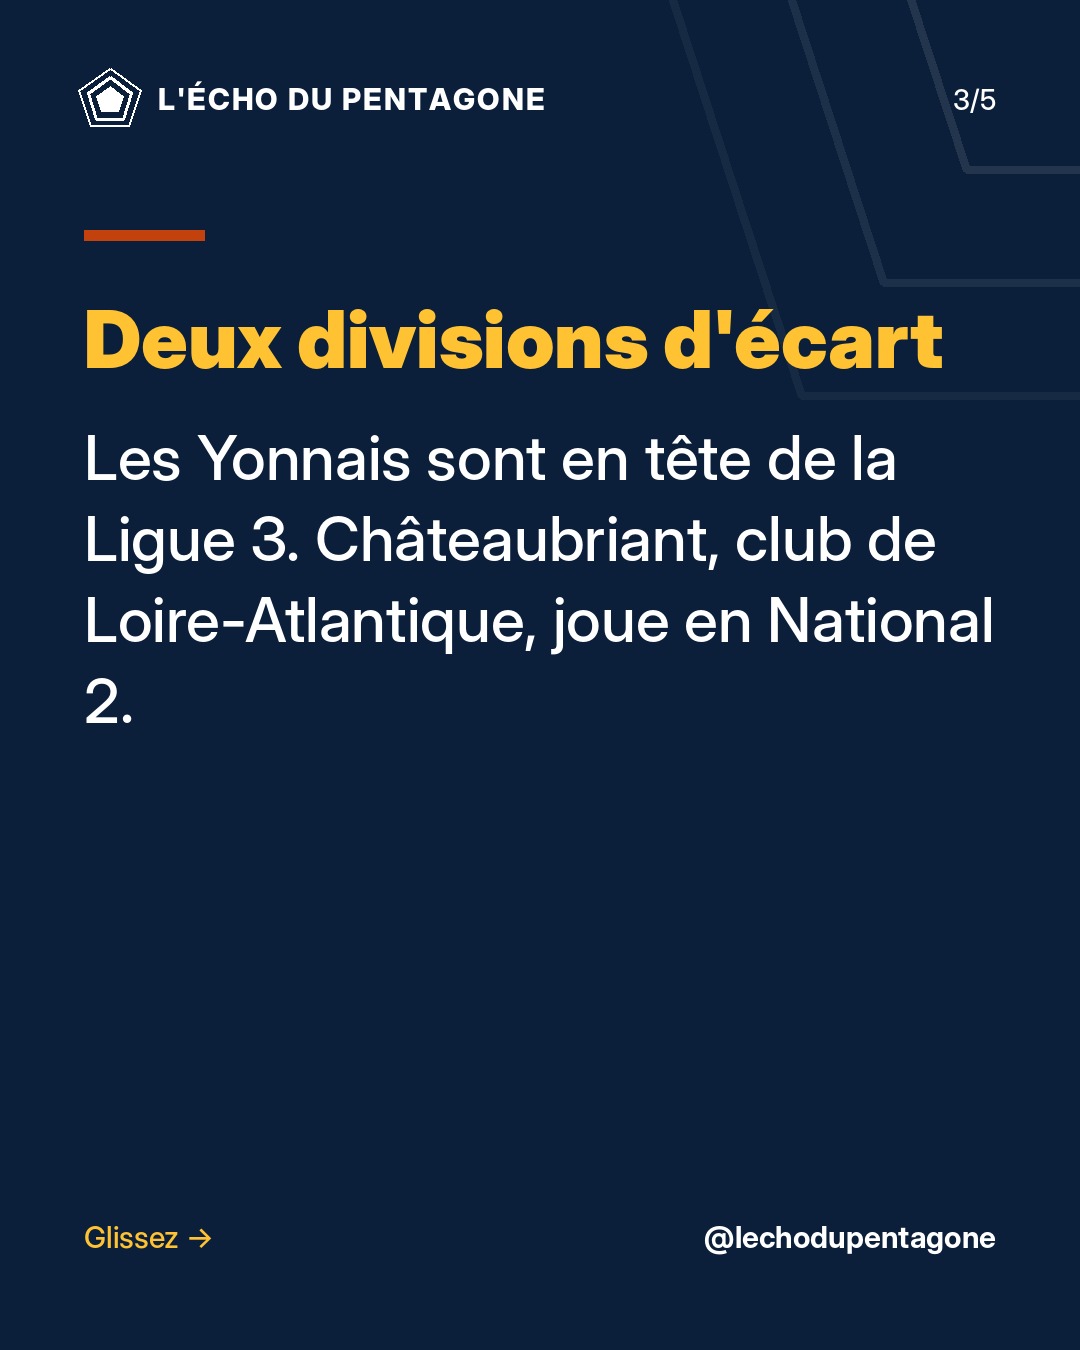 L'ÉCHO DU PENTAGONE
3/5
Deux divisions d'écart
Les Yonnais sont en tête de la
Ligue 3. Châteaubriant, club de
Loire-Atlantique, joue en National
2.
Glissez →
@lechodupentagone